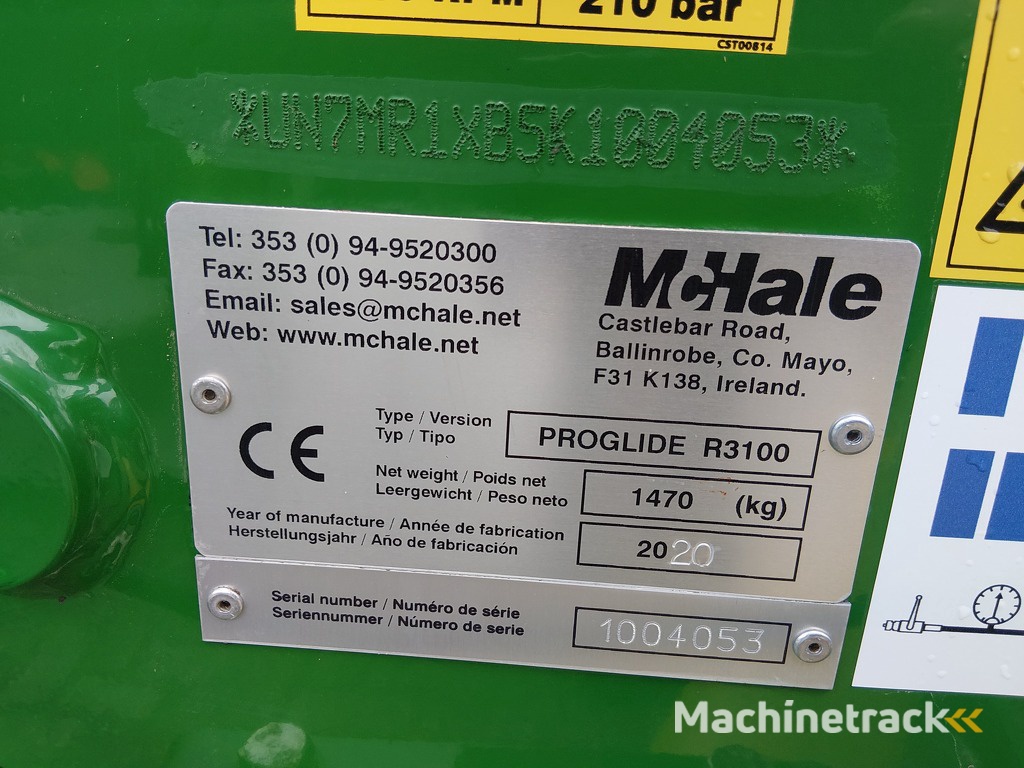 210 bar
CST00814
*UN7MR1XB5K1004053*
Tel: 353 (0) 94-9520300
Fax: 353 (0) 94-9520356
Email: sales@mchale.net
Web: www.mchale.net
McHale
Castlebar Road,
Ballinrobe, Co. Mayo,
F31 K138, Ireland.
CE
Type / Version
Typ / Tipo
PROGLIDE R3100
Net weight / Poids net
Leergewicht / Peso neto
1470 (kg)
Year of manufacture / Année de fabrication
Herstellungsjahr / Año de fabricación
2020
Serial number / Numéro de série
Seriennummer / Número de serie
1004053
Machinetrack